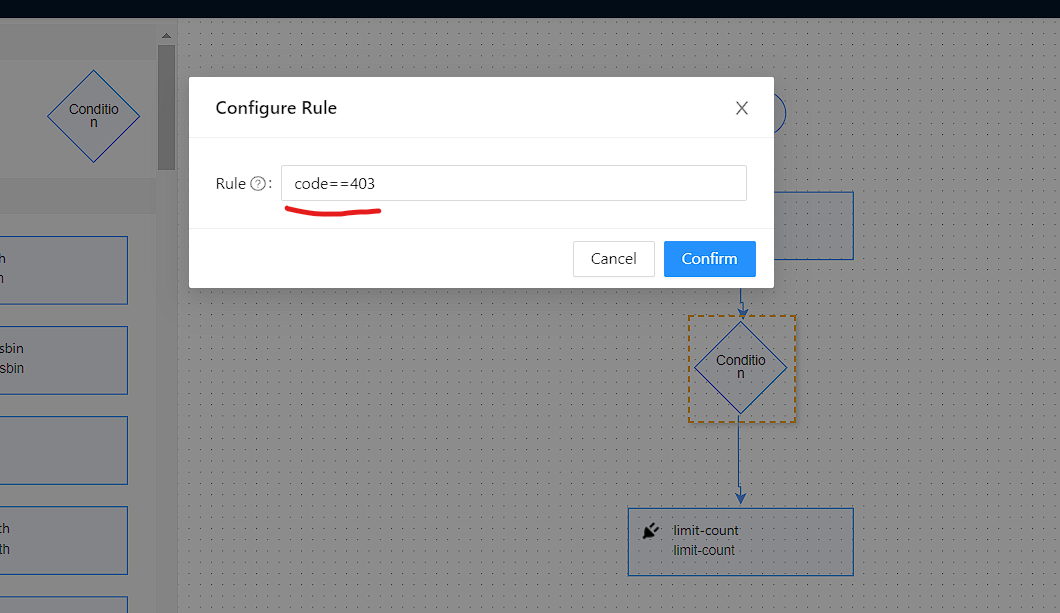 Configure Rule
Rule ? :
code==403
Cancel
Confirm
Conditio
n
h
n
sbin
sbin
th
th
Conditio
n
limit-count
limit-count